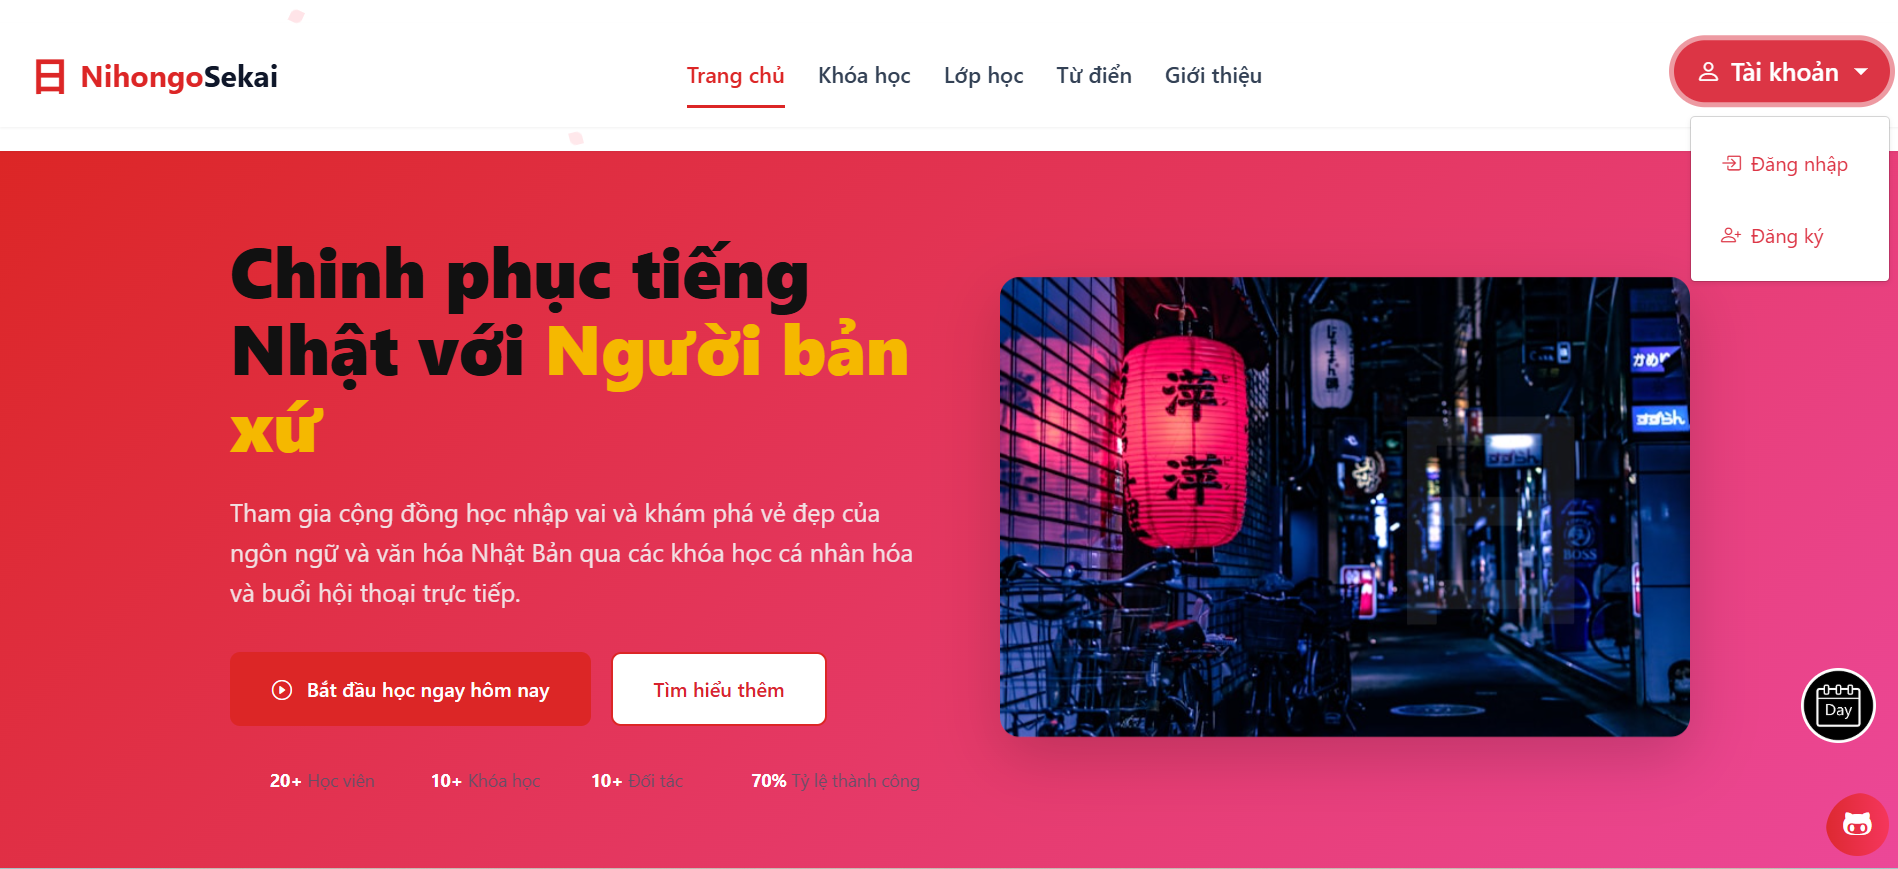 日 NihongoSekai
Trang chủ Khóa học Lớp học Từ điển Giới thiệu
Tài khoản
Đăng nhập
Đăng ký
Chinh phục tiếng
Nhật với Người bản
xứ
Tham gia cộng đồng học nhập vai và khám phá vẻ đẹp của
ngôn ngữ và văn hóa Nhật Bản qua các khóa học cá nhân hóa
và buổi hội thoại trực tiếp.
Bắt đầu học ngay hôm nay Tìm hiểu thêm
20+ Học viên 10+ Khóa học 10+ Đối tác 70% Tỷ lệ thành công
萍
萍
BOSS
Day